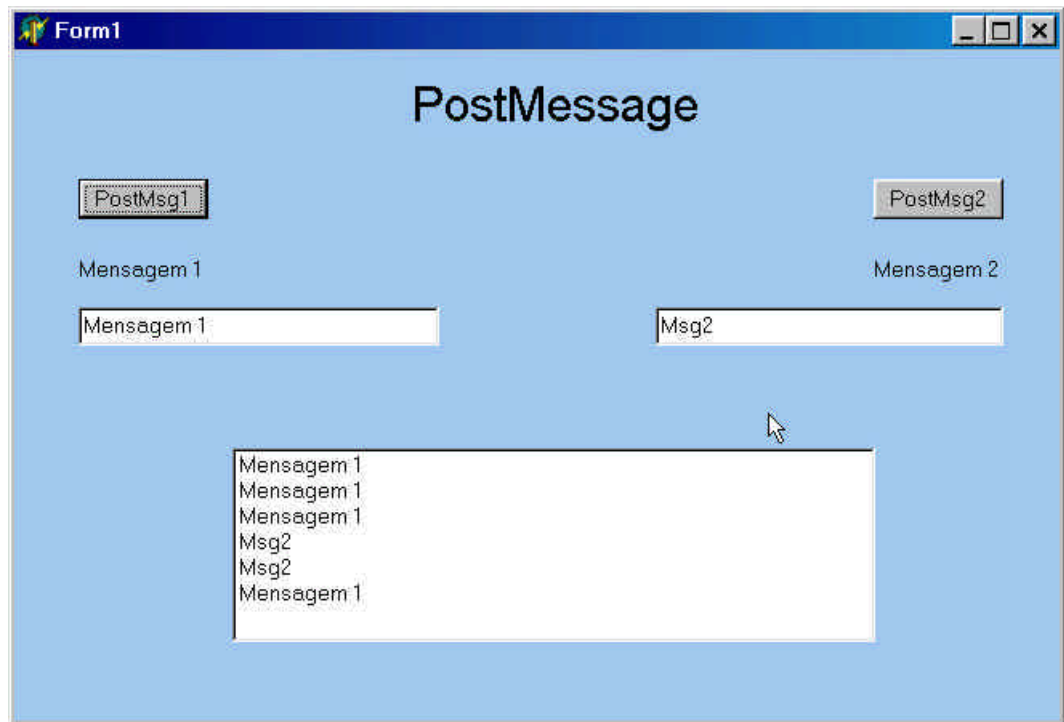 Form1
PostMessage
PostMsg1
PostMsg2
Mensagem 1
Mensagem 2
Mensagem 1
Msg2
Mensagem 1
Mensagem 1
Mensagem 1
Msg2
Msg2
Mensagem 1